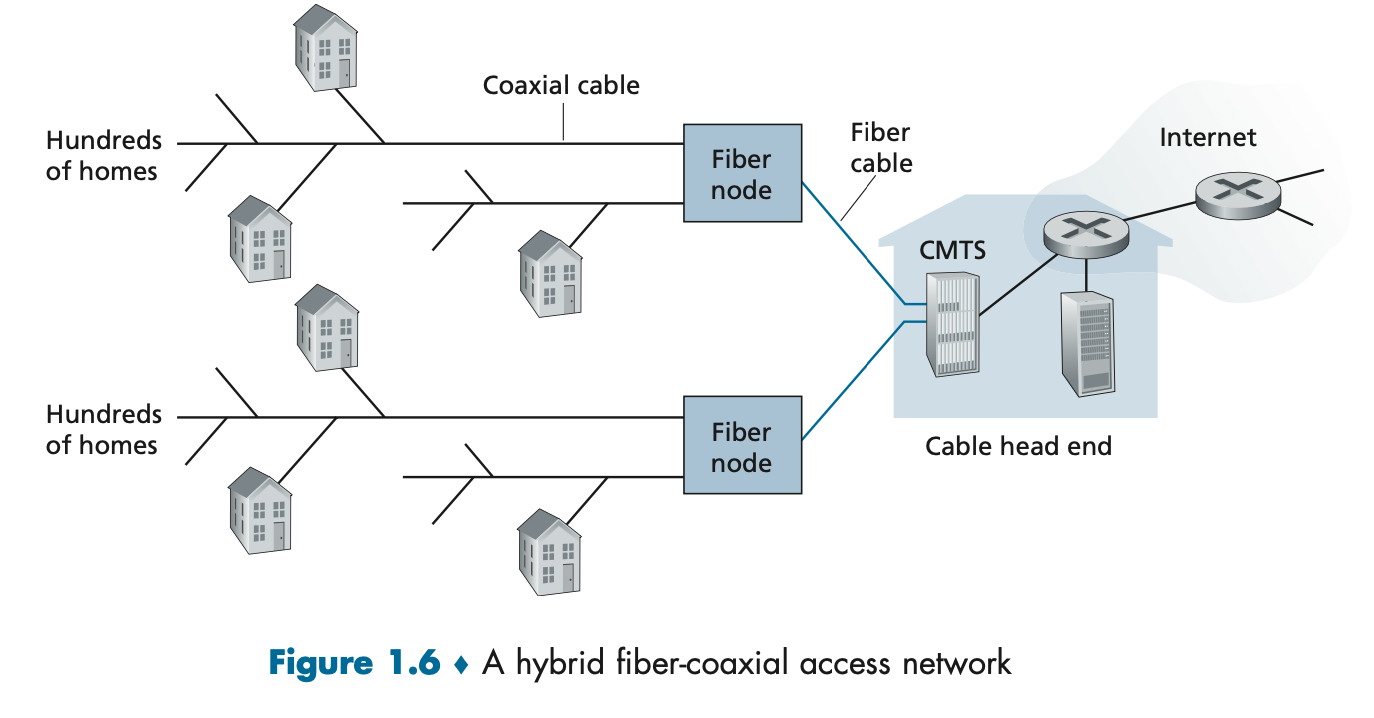 Coaxial cable
Hundreds
of homes
Fiber
node
Fiber
cable
Internet
CMTS
Hundreds
of homes
Fiber
node
Cable head end
Figure 1.6 ♦ A hybrid fiber-coaxial access network